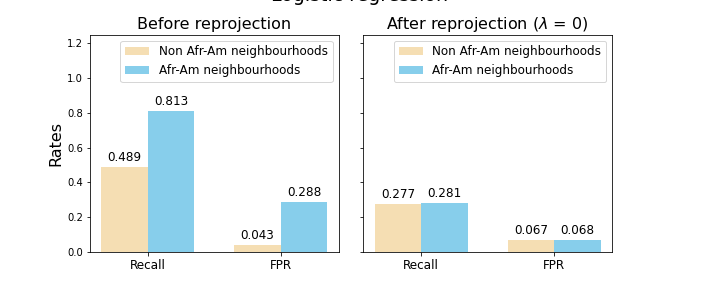 Logistic regression
Before reprojection
After reprojection (λ = 0)
Rates
1.2
1.0
0.8
0.6
0.4
0.2
0.0
Non Afr-Am neighbourhoods
Afr-Am neighbourhoods
0.489
0.813
0.043
0.288
Recall
FPR
Non Afr-Am neighbourhoods
Afr-Am neighbourhoods
0.277
0.281
0.067
0.068
Recall
FPR